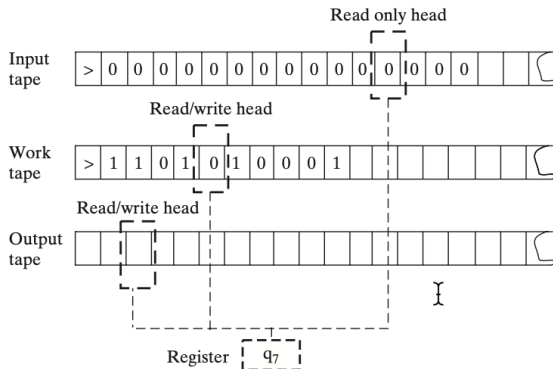 Read only head
Input tape
> 0 0 0 0 0 0 0 0 0 0 0 0 0 0 0
Read/write head
Work tape
> 1 1 0 1 0 1 0 0 0 1
Read/write head
Output tape
Register q₇